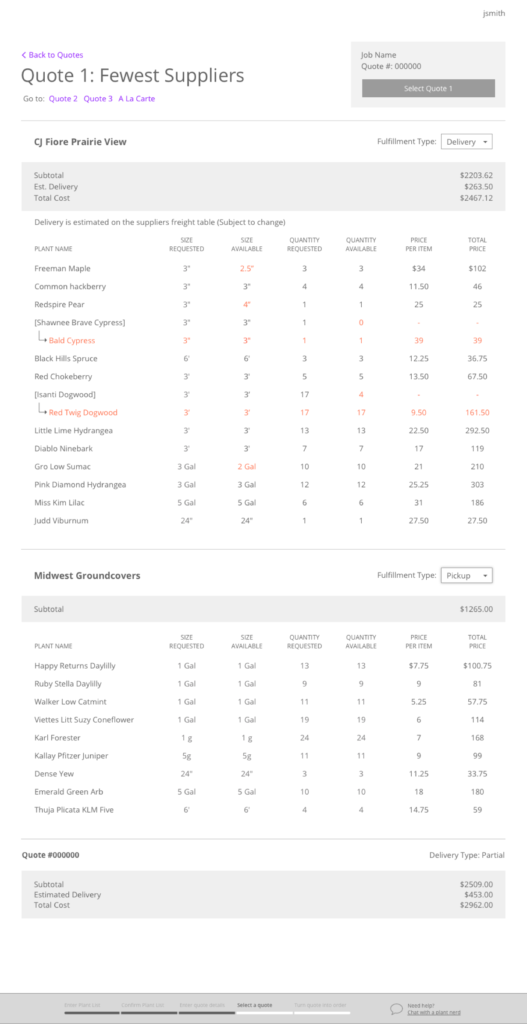 jsmith
Back to Quotes
Quote 1: Fewest Suppliers
Go to: Quote 2 Quote 3 A La Carte
Job Name
Quote #: 000000
Select Quote 1
CJ Fiore Prairie View
Fulfillment Type: Delivery
Subtotal $2203.62
Est. Delivery $263.50
Total Cost $2467.12
Delivery is estimated on the suppliers freight table (Subject to change)
PLANT NAME SIZE REQUESTED SIZE AVAILABLE QUANTITY REQUESTED QUANTITY AVAILABLE PRICE PER ITEM TOTAL PRICE
Freeman Maple 3" 2.5" 3 3 $34 $102
Common hackberry 3" 3" 4 4 11.50 46
Redspire Pear 3" 4" 1 1 25 25
[Shawnee Brave Cypress] 3" 3" 1 0 - -
Bald Cypress 3" 3" 1 1 39 39
Black Hills Spruce 6' 6' 3 3 12.25 36.75
Red Chokeberry 3' 3' 5 5 13.50 67.50
[Isanti Dogwood] 3' 3' 17 4 - -
Red Twig Dogwood 3' 3' 17 17 9.50 161.50
Little Lime Hydrangea 3' 3' 13 13 22.50 292.50
Diablo Ninebark 3' 3' 7 7 17 119
Gro Low Sumac 3 Gal 2 Gal 10 10 21 210
Pink Diamond Hydrangea 3 Gal 3 Gal 12 12 25.25 303
Miss Kim Lilac 5 Gal 5 Gal 6 6 31 186
Judd Viburnum 24" 24" 1 1 27.50 27.50
Midwest Groundcovers
Fulfillment Type: Pickup
Subtotal $1265.00
PLANT NAME SIZE REQUESTED SIZE AVAILABLE QUANTITY REQUESTED QUANTITY AVAILABLE PRICE PER ITEM TOTAL PRICE
Happy Returns Daylilly 1 Gal 1 Gal 13 13 $7.75 $100.75
Ruby Stella Daylilly 1 Gal 1 Gal 9 9 9 81
Walker Low Catmint 1 Gal 1 Gal 11 11 5.25 57.75
Viettes Litt Suzy Coneflower 1 Gal 1 Gal 19 19 6 114
Karl Forester 1 g 1 g 24 24 7 168
Kallay Pfitzer Juniper 5g 5g 11 11 9 99
Dense Yew 24" 24" 3 3 11.25 33.75
Emerald Green Arb 5 Gal 5 Gal 10 10 18 180
Thuja Plicata KLM Five 6' 6' 4 4 14.75 59
Quote #000000
Delivery Type: Partial
Subtotal $2509.00
Estimated Delivery $453.00
Total Cost $2962.00
Enter Plant List Confirm Plant List Enter quote details Select a quote Turn quote into order
Need help?
Chat with a plant nerd